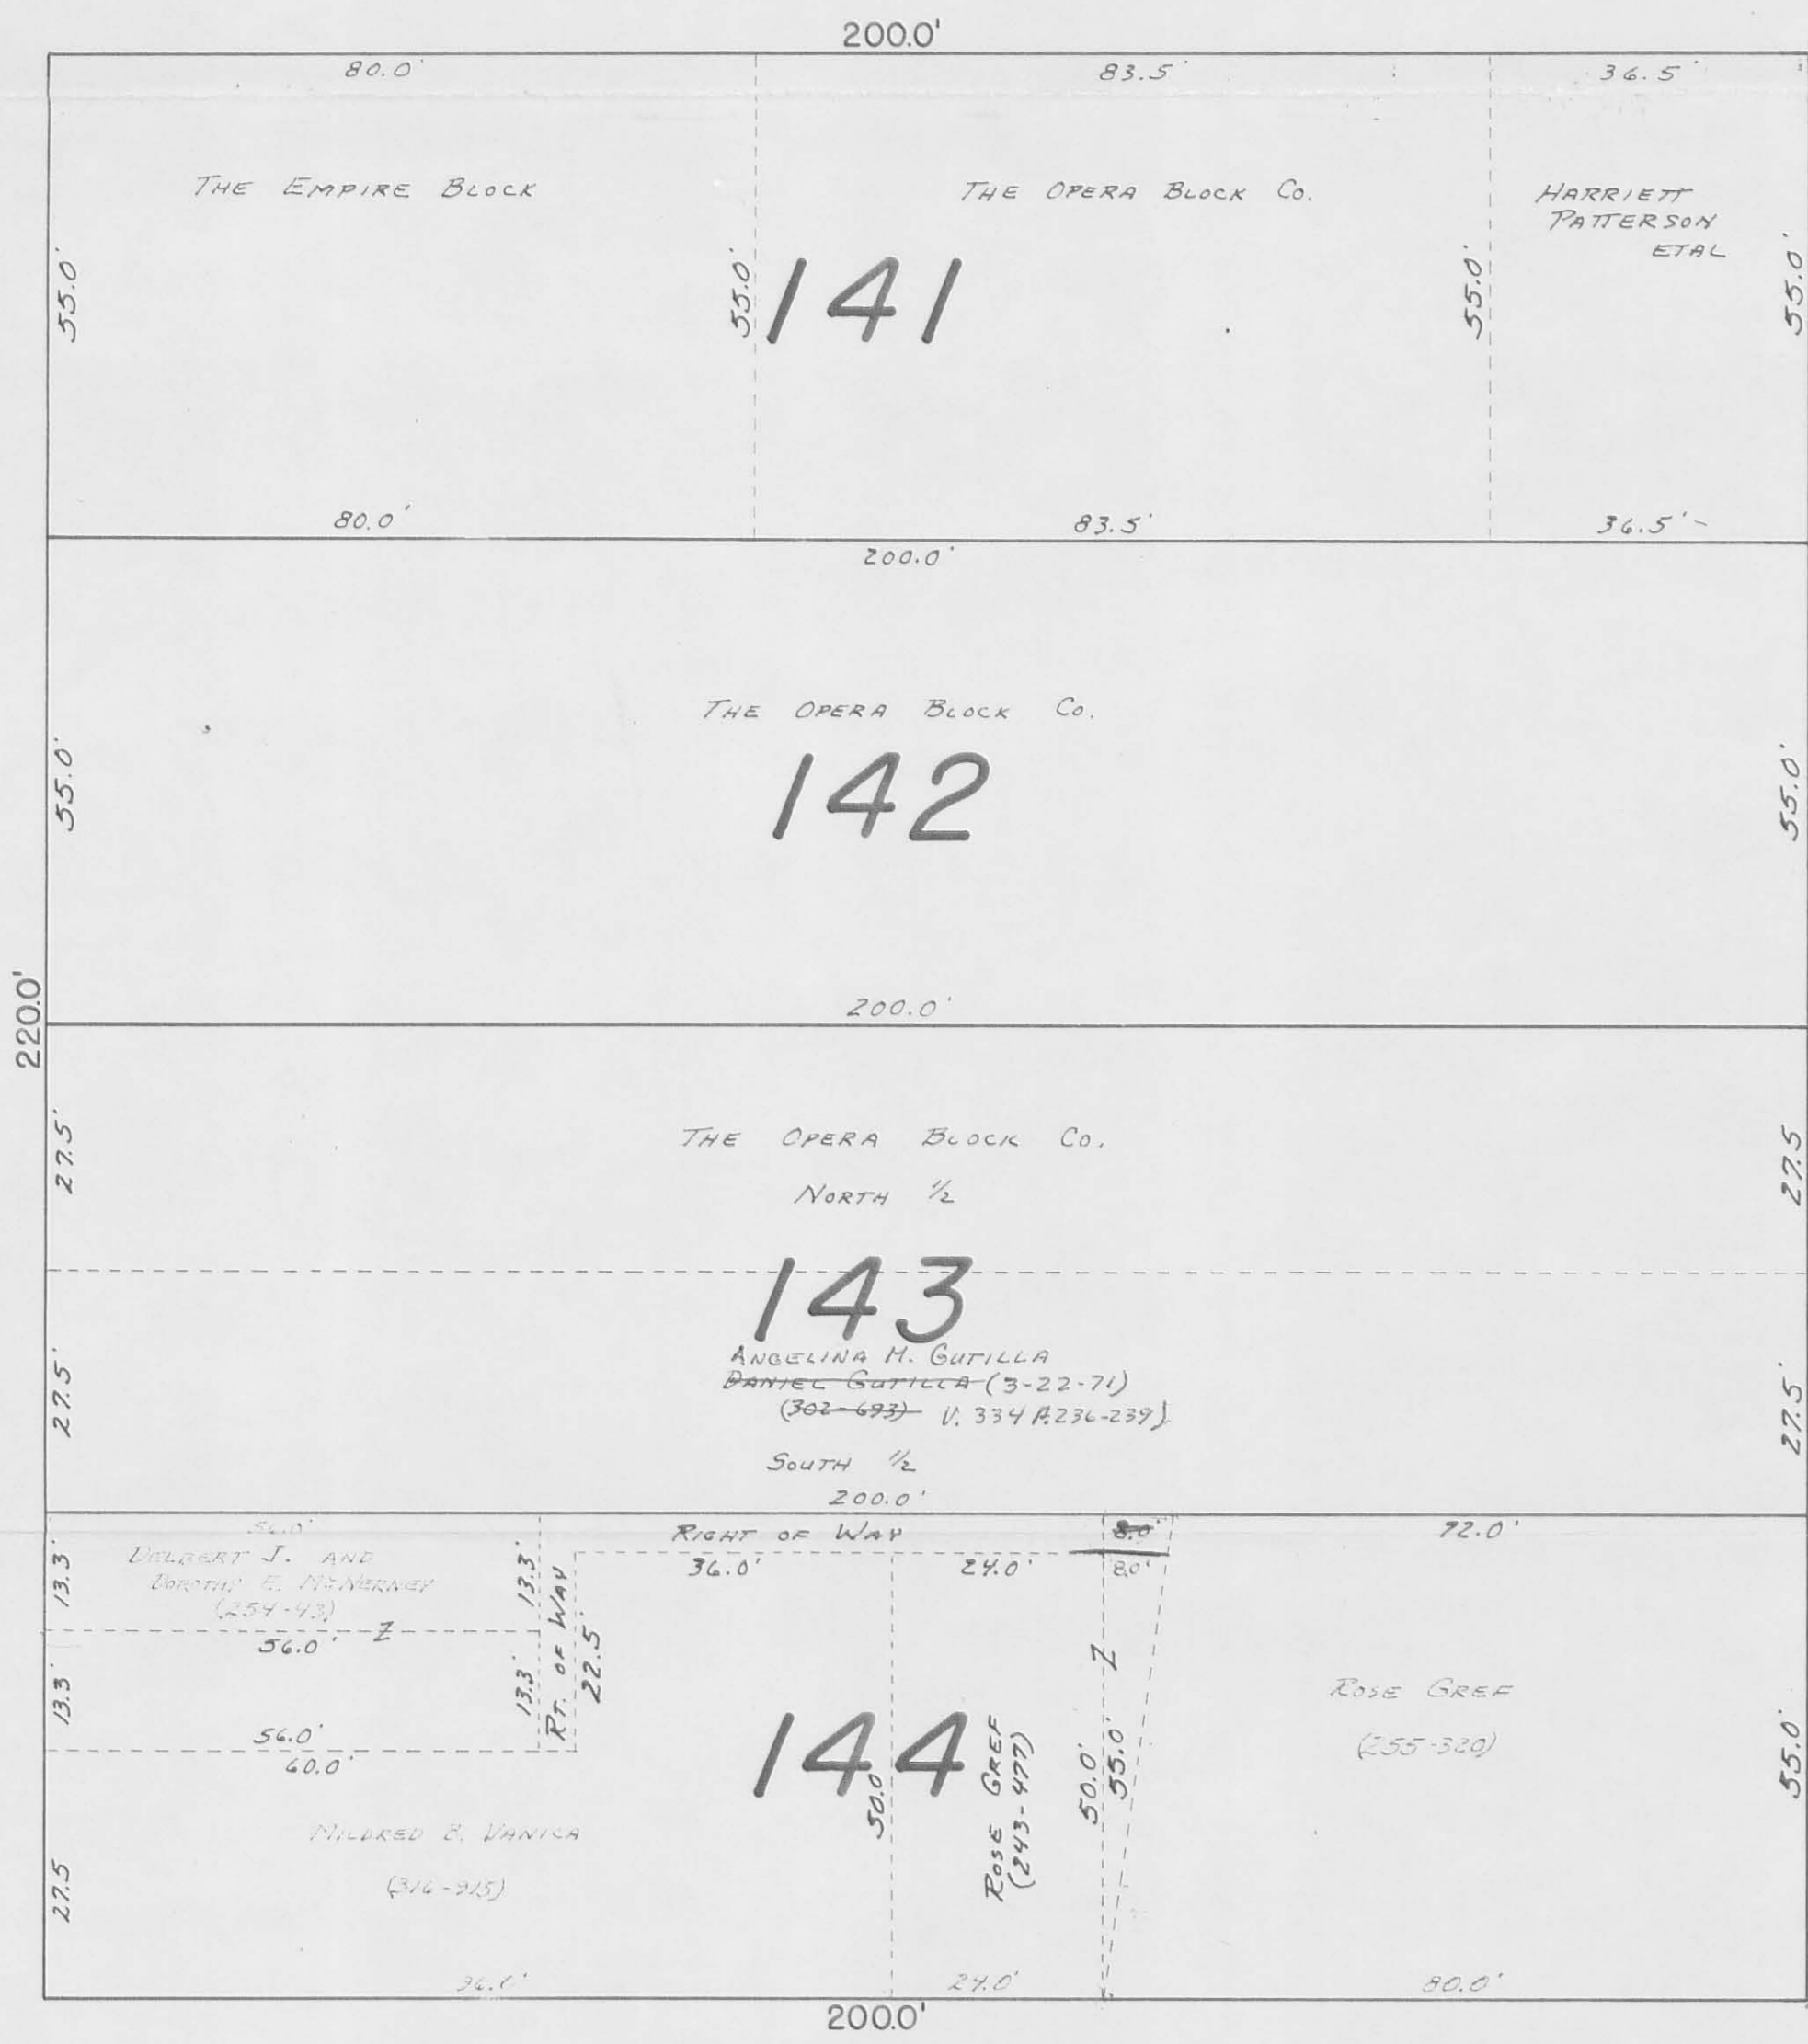 200.0'
80.0'
83.5'
36.5'
THE EMPIRE BLOCK
THE OPERA BLOCK CO.
HARRIETT
PATTERSON
ETAL
55.0'
55.0'
141
55.0'
55.0'
80.0'
83.5'
36.5'
200.0'
THE OPERA BLOCK CO.
55.0'
142
55.0'
220.0'
200.0'
27.5'
THE OPERA BLOCK CO.
NORTH 1/2
27.5
143
27.5'
ANGELINA M. GUTILLA
DANIEL GUTILLA (3-22-71)
(302-693) V. 334 P. 236-239)
27.5'
SOUTH 1/2
200.0'
56.0'
RIGHT OF WAY
8.0'
92.0'
DELBERT J. AND
DOROTHY E. McNERNEY
(254-43)
13.3'
13.3'
36.0'
24.0'
8.0'
56.0'
Z
13.3'
13.3'
RT. OF WAY
22.5'
56.0'
60.0'
144
50.0'
ROSE GREF
(243-477)
50.0'
55.0'
Z
ROSE GREF
(255-320)
55.0'
MILDRED B. VANICA
(316-915)
27.5
96.0'
24.0'
80.0'
200.0'